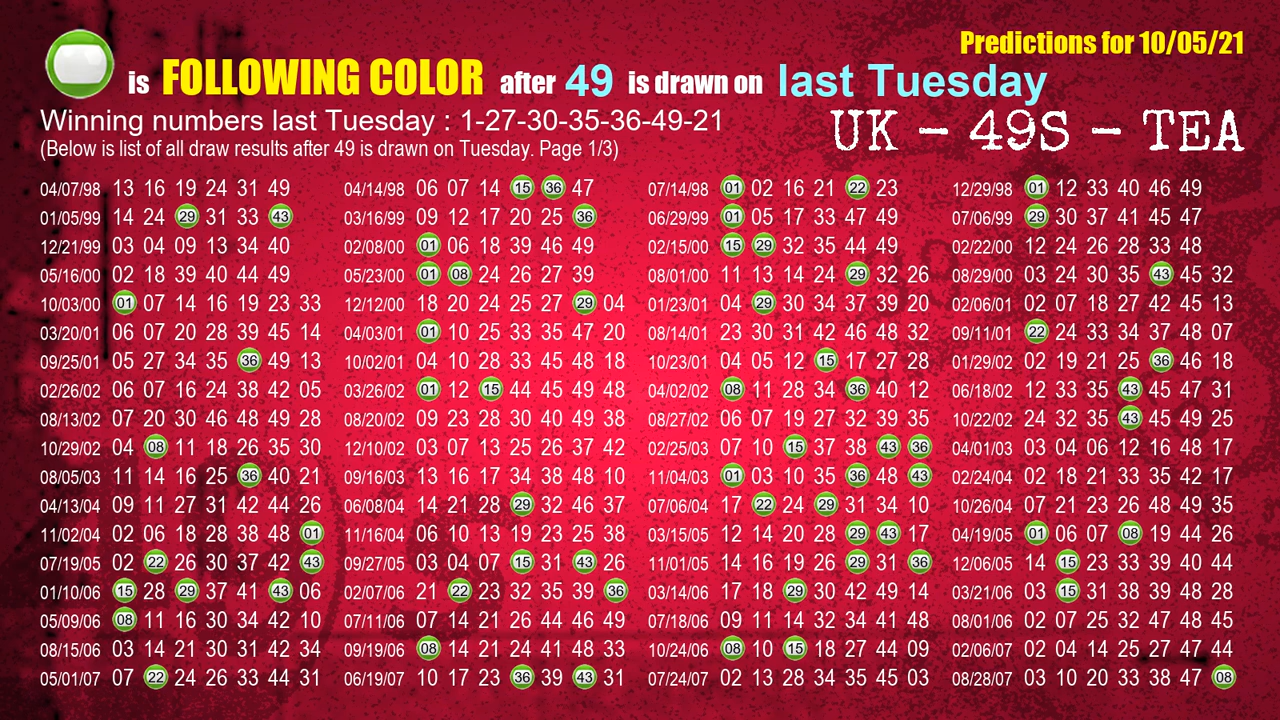 Predictions for 10/05/21
is FOLLOWING COLOR after 49 is drawn on last Tuesday
Winning numbers last Tuesday : 1-27-30-35-36-49-21
UK - 49S - TEA
(Below is list of all draw results after 49 is drawn on Tuesday. Page 1/3)
04/07/98 13 16 19 24 31 49 04/14/98 06 07 14 15 36 47 07/14/98 01 02 16 21 22 23 12/29/98 01 12 33 40 46 49
01/05/99 14 24 29 31 33 43 03/16/99 09 12 17 20 25 36 06/29/99 01 05 17 33 47 49 07/06/99 29 30 37 41 45 47
12/21/99 03 04 09 13 34 40 02/08/00 01 06 18 39 46 49 02/15/00 15 29 32 35 44 49 02/22/00 12 24 26 28 33 48
05/16/00 02 18 39 40 44 49 05/23/00 01 08 24 26 27 39 08/01/00 11 13 14 24 29 32 26 08/29/00 03 24 30 35 43 45 32
10/03/00 01 07 14 16 19 23 33 12/12/00 18 20 24 25 27 29 04 01/23/01 04 29 30 34 37 39 20 02/06/01 02 07 18 27 42 45 13
03/20/01 06 07 20 28 39 45 14 04/03/01 01 10 25 33 35 47 20 08/14/01 23 30 31 42 46 48 32 09/11/01 22 24 33 34 37 48 07
09/25/01 05 27 34 35 36 49 13 10/02/01 04 10 28 33 45 48 18 10/23/01 04 05 12 15 17 27 28 01/29/02 02 19 21 25 36 46 18
02/26/02 06 07 16 24 38 42 05 03/26/02 01 12 15 44 45 49 48 04/02/02 08 11 28 34 36 40 12 06/18/02 12 33 35 43 45 47 31
08/13/02 07 20 30 46 48 49 28 08/20/02 09 23 28 30 40 49 38 08/27/02 06 07 19 27 32 39 35 10/22/02 24 32 35 43 45 49 25
10/29/02 04 08 11 18 26 35 30 12/10/02 03 07 13 25 26 37 42 02/25/03 07 10 15 37 38 43 36 04/01/03 03 04 06 12 16 48 17
08/05/03 11 14 16 25 36 40 21 09/16/03 13 16 17 34 38 48 10 11/04/03 01 03 10 35 36 48 43 02/24/04 02 18 21 33 35 42 17
04/13/04 09 11 27 31 42 44 26 06/08/04 14 21 28 29 32 46 37 07/06/04 17 22 24 29 31 34 10 10/26/04 07 21 23 26 48 49 35
11/02/04 02 06 18 28 38 48 01 11/16/04 06 10 13 19 23 25 38 03/15/05 12 14 20 28 29 43 17 04/19/05 01 06 07 08 19 44 26
07/19/05 02 22 26 30 37 42 43 09/27/05 03 04 07 15 31 43 26 11/01/05 14 16 19 26 29 31 36 12/06/05 14 15 23 33 39 40 44
01/10/06 15 28 29 37 41 43 06 02/07/06 21 22 23 32 35 39 36 03/14/06 17 18 29 30 42 49 14 03/21/06 03 15 31 38 39 48 28
05/09/06 08 11 16 30 34 42 10 07/11/06 07 14 21 26 44 46 49 07/18/06 09 11 14 32 34 41 48 08/01/06 02 07 25 32 47 48 45
08/15/06 03 14 21 30 31 42 34 09/19/06 08 14 21 24 41 48 33 10/24/06 08 10 15 18 27 44 09 02/06/07 02 04 14 25 27 47 44
05/01/07 07 22 24 26 33 44 31 06/19/07 10 17 23 36 39 43 31 07/24/07 02 13 28 34 35 45 03 08/28/07 03 10 20 33 38 47 08